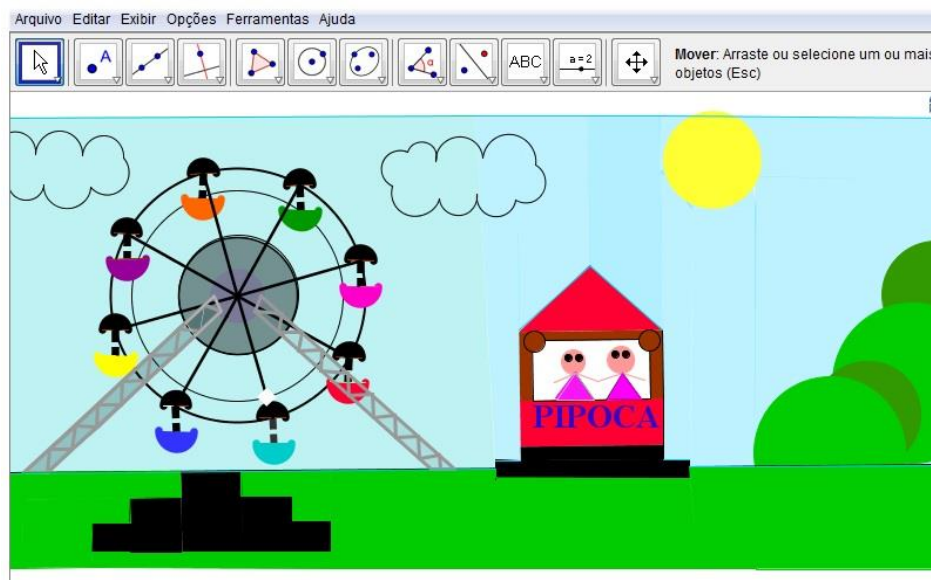 Arquivo Editar Exibir Opções Ferramentas Ajuda
A
α
ABC
a=2
Mover: Arraste ou selecione um ou mais
objetos (Esc)
PIPOCA